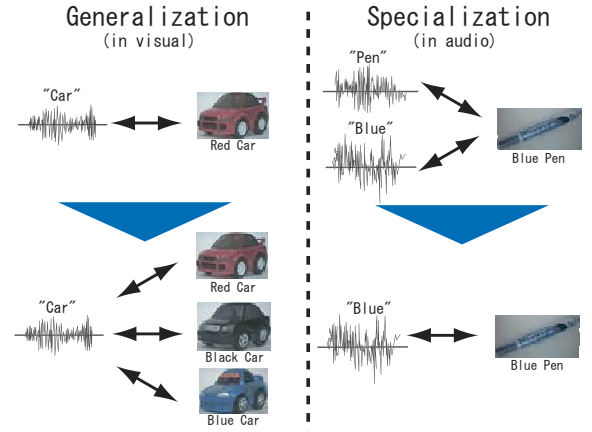 Generalization
(in visual)
"Car"
Red Car
"Car"
Red Car
Black Car
Blue Car
Specialization
(in audio)
"Pen"
"Blue"
Blue Pen
"Blue"
Blue Pen